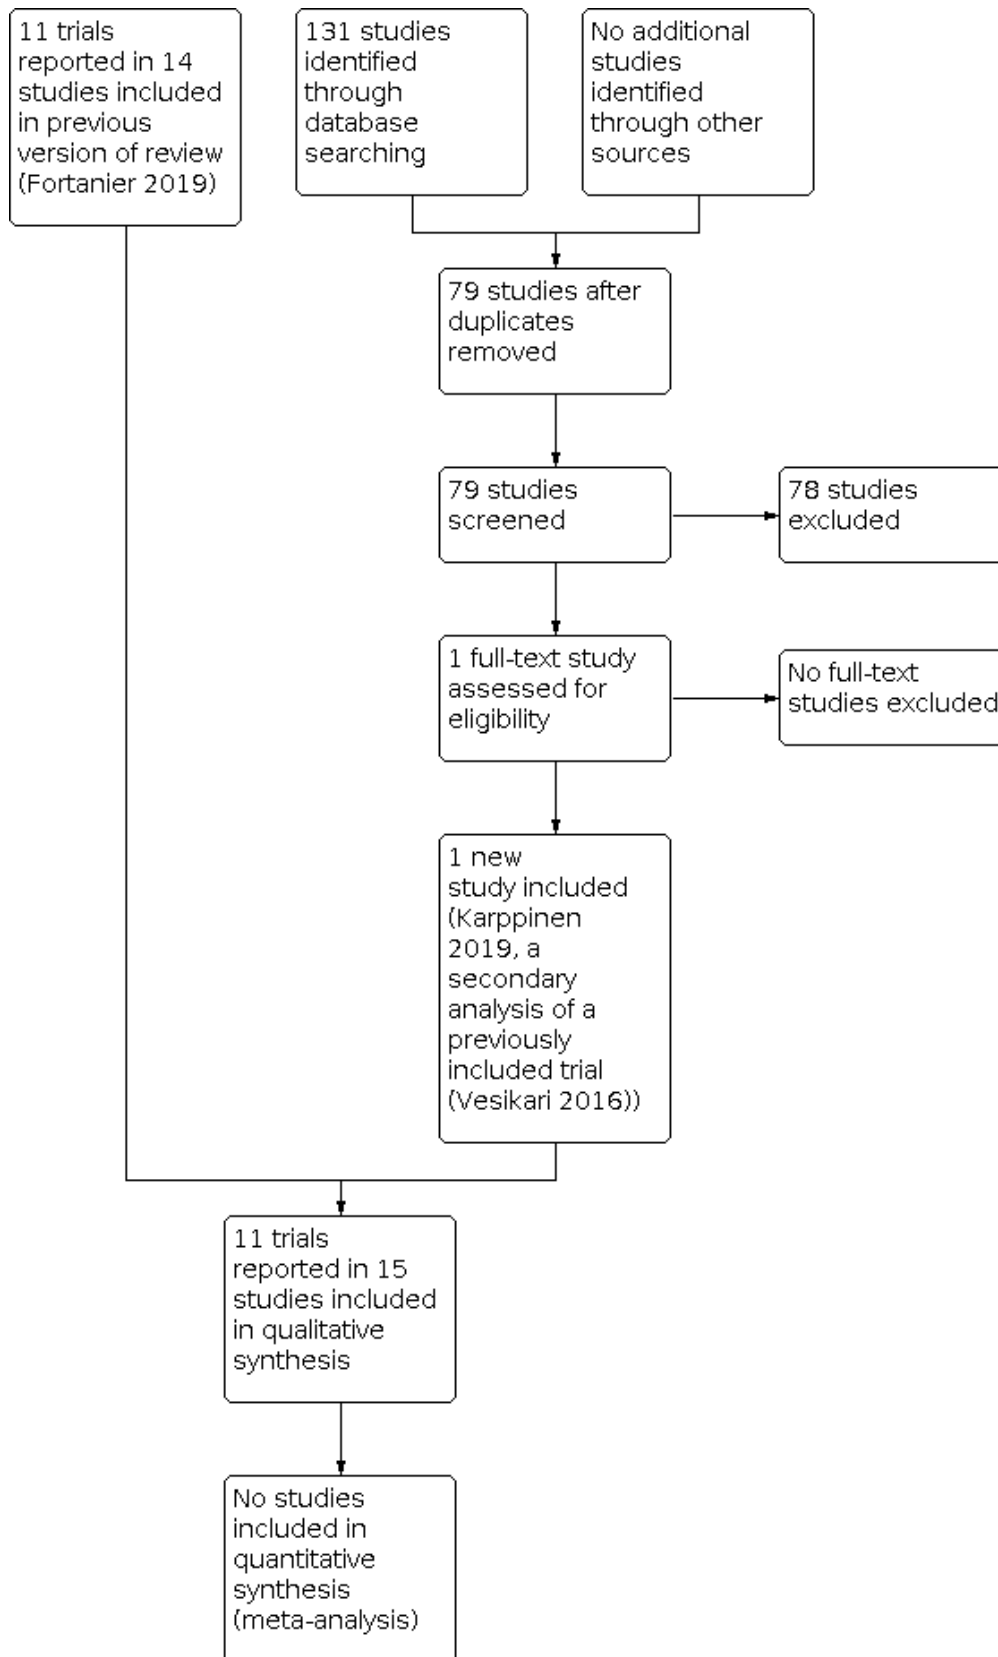 11 trials
reported in 14
studies included
in previous
version of review
(Fortanier 2019)
131 studies
identified
through
database
searching
No additional
studies
identified
through other
sources
79 studies after
duplicates
removed
79 studies
screened
78 studies
excluded
1 full-text study
assessed for
eligibility
No full-text
studies excluded
1 new
study included
(Karppinen
2019, a
secondary
analysis of a
previously
included trial
(Vesikari 2016))
11 trials
reported in 15
studies included
in qualitative
synthesis
No studies
included in
quantitative
synthesis
(meta-analysis)